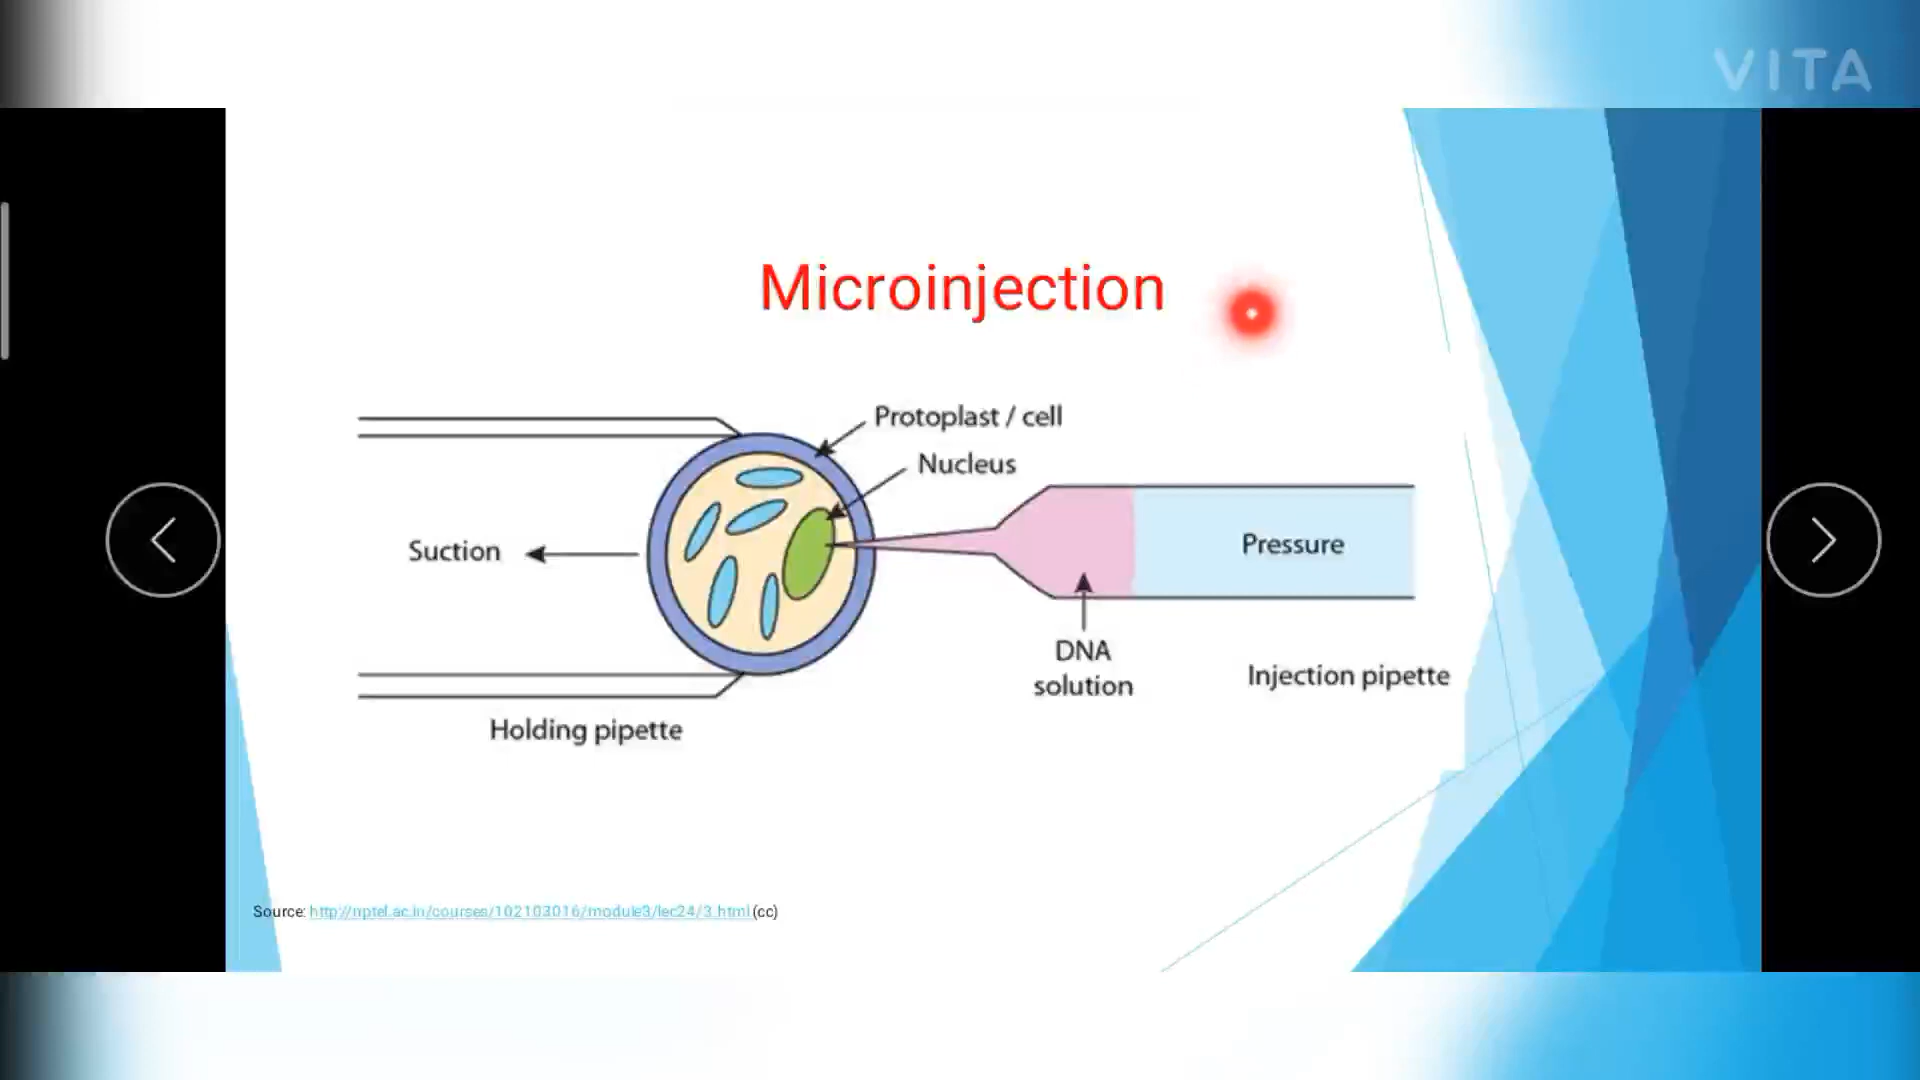 VITA
Microinjection
Protoplast / cell
Nucleus
Suction
Pressure
DNA
solution
Injection pipette
Holding pipette
Source: http://nptel.ac.in/courses/102103016/module3/lec24/3.html (cc)